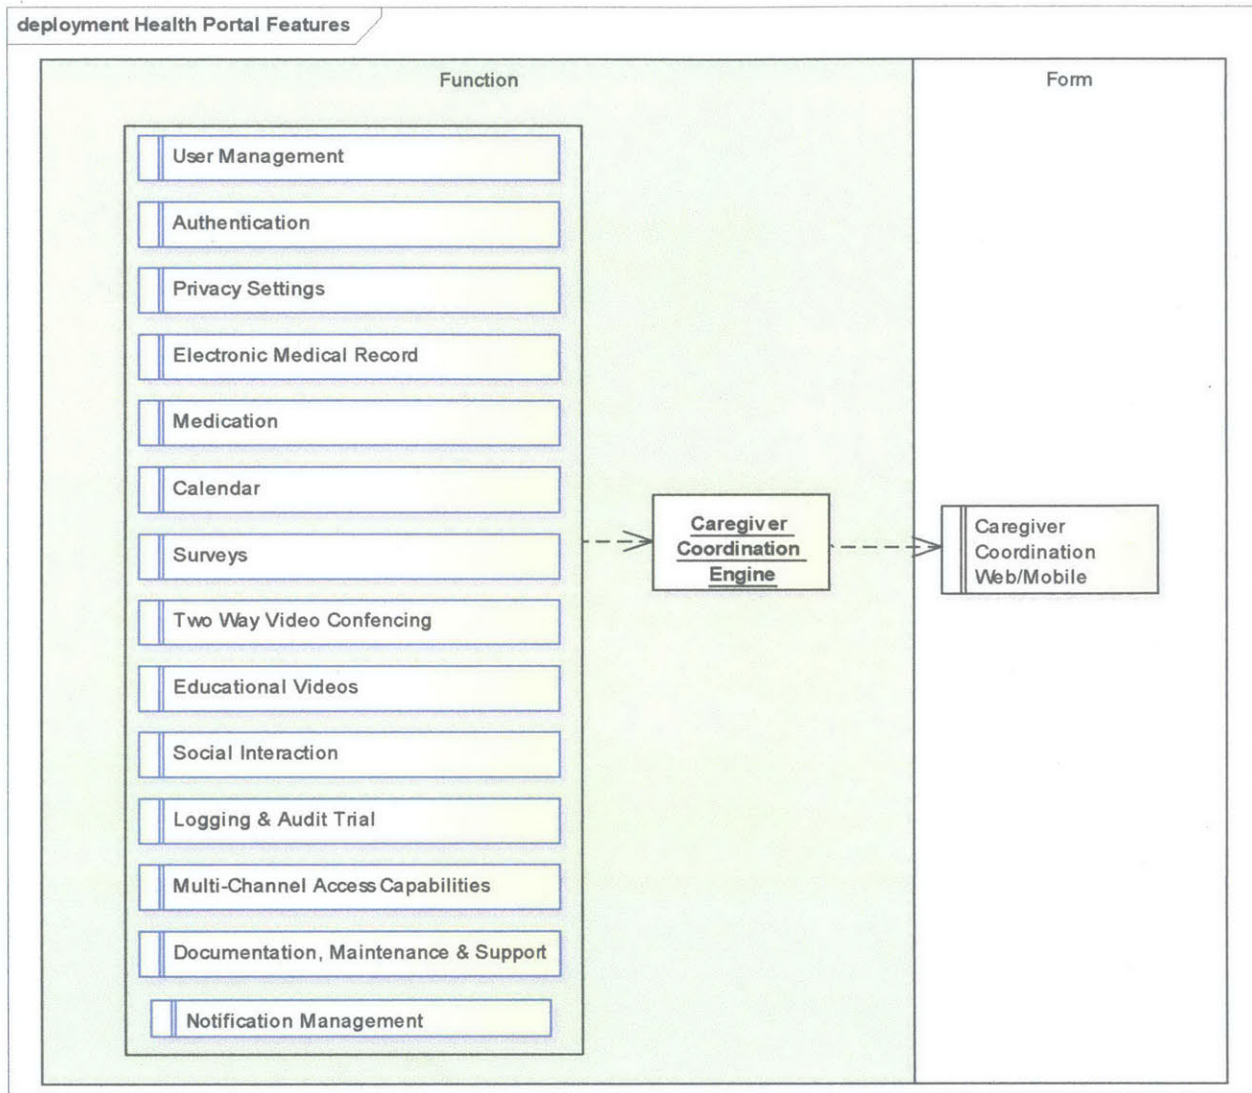 deployment Health Portal Features
Function
Form
User Management
Authentication
Privacy Settings
Electronic Medical Record
Medication
Calendar
Surveys
Two Way Video Confencing
Educational Videos
Social Interaction
Logging & Audit Trial
Multi-Channel Access Capabilities
Documentation, Maintenance & Support
Notification Management
Caregiver
Coordination
Engine
Caregiver
Coordination
Web/Mobile